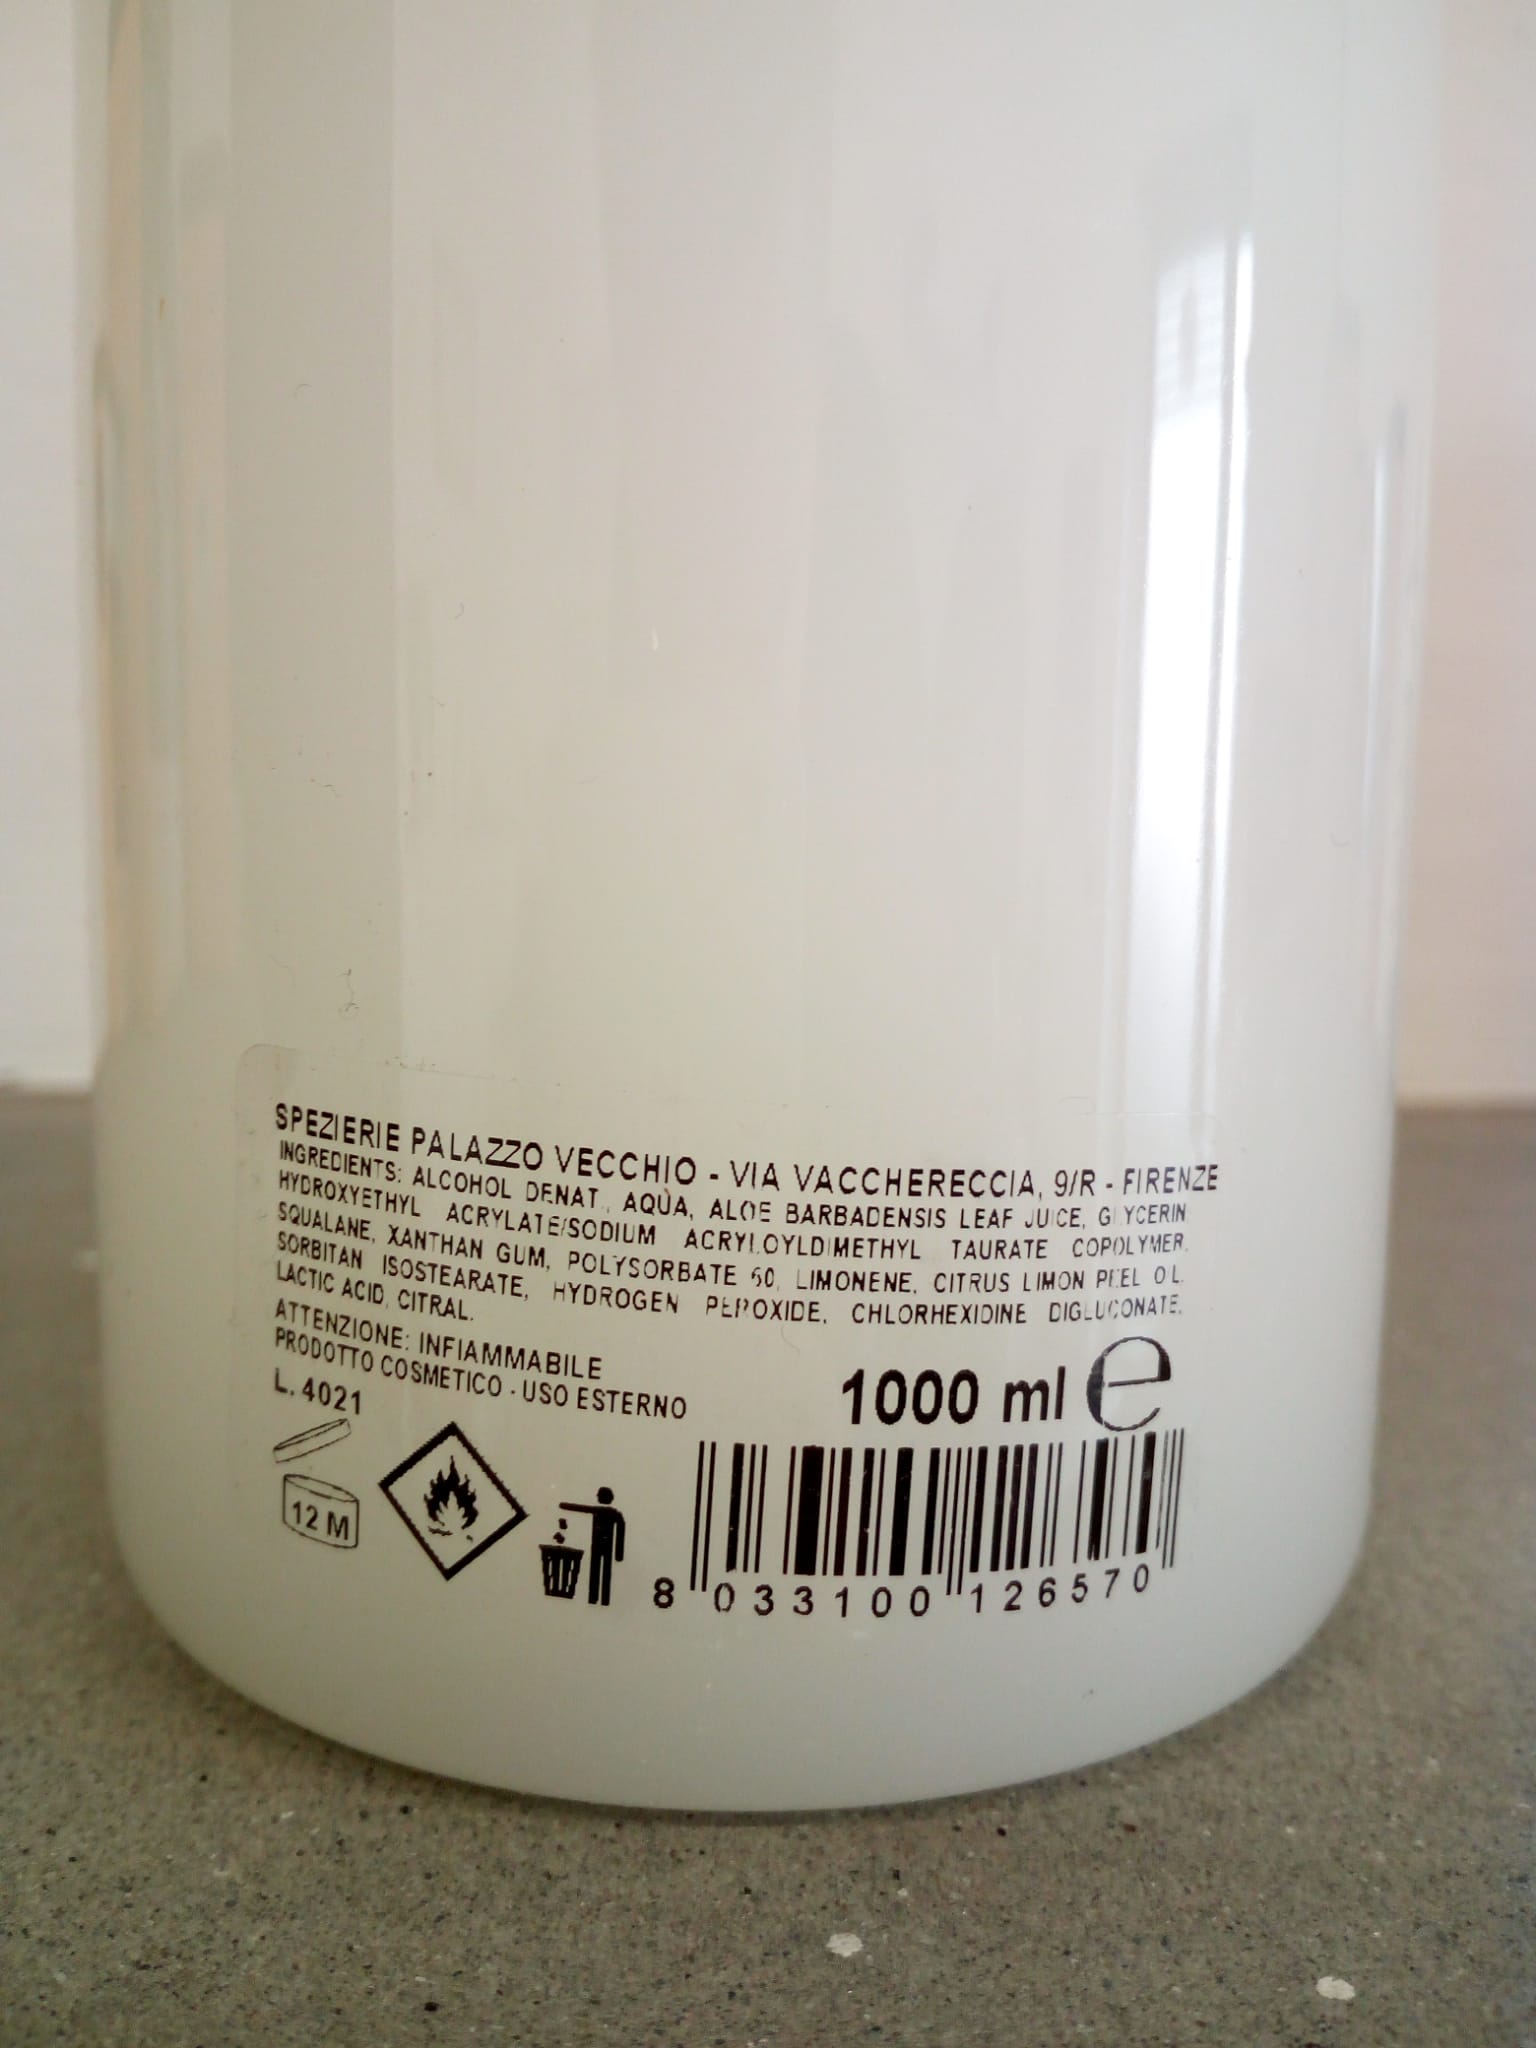 SPEZIERIE PALAZZO VECCHIO - VIA VACCHERECCIA, 9/R - FIRENZE
INGREDIENTS: ALCOHOL DENAT., AQUA, ALOE BARBADENSIS LEAF JUICE, GLYCERIN
HYDROXYETHYL ACRYLATE/SODIUM ACRYLOYLDIMETHYL TAURATE COPOLYMER,
SQUALANE, XANTHAN GUM, POLYSORBATE 60, LIMONENE, CITRUS LIMON PEEL OIL
SORBITAN ISOSTEARATE, HYDROGEN PEROXIDE, CHLORHEXIDINE DIGLUCONATE,
LACTIC ACID, CITRAL.
ATTENZIONE: INFIAMMABILE
PRODOTTO COSMETICO - USO ESTERNO
L. 4021
1000 ml e
12 M
8 033100 126570